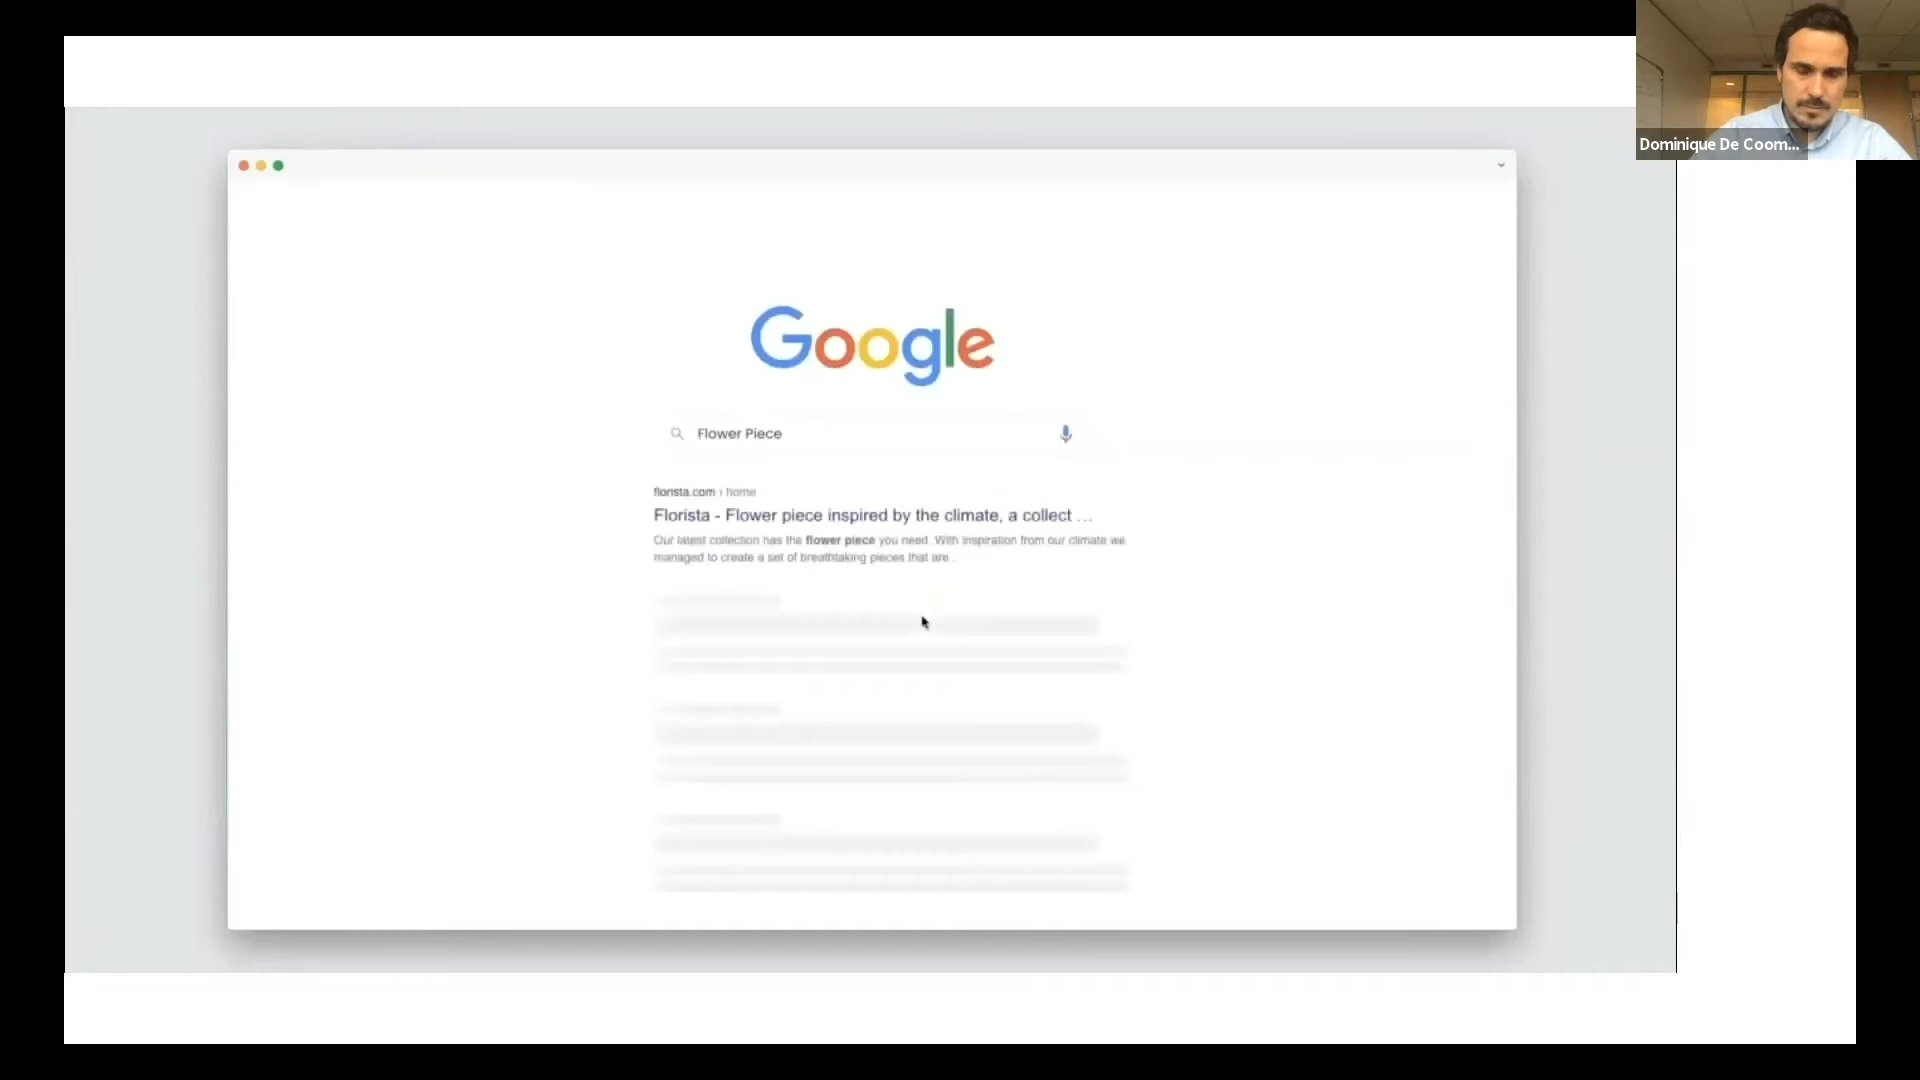 Dominique De Coom...
Google
Flower Piece
florista.com › home
Florista - Flower piece inspired by the climate, a collect ...
Our latest collection has the flower piece you need. With inspiration from our climate we
managed to create a set of breathtaking pieces that are...